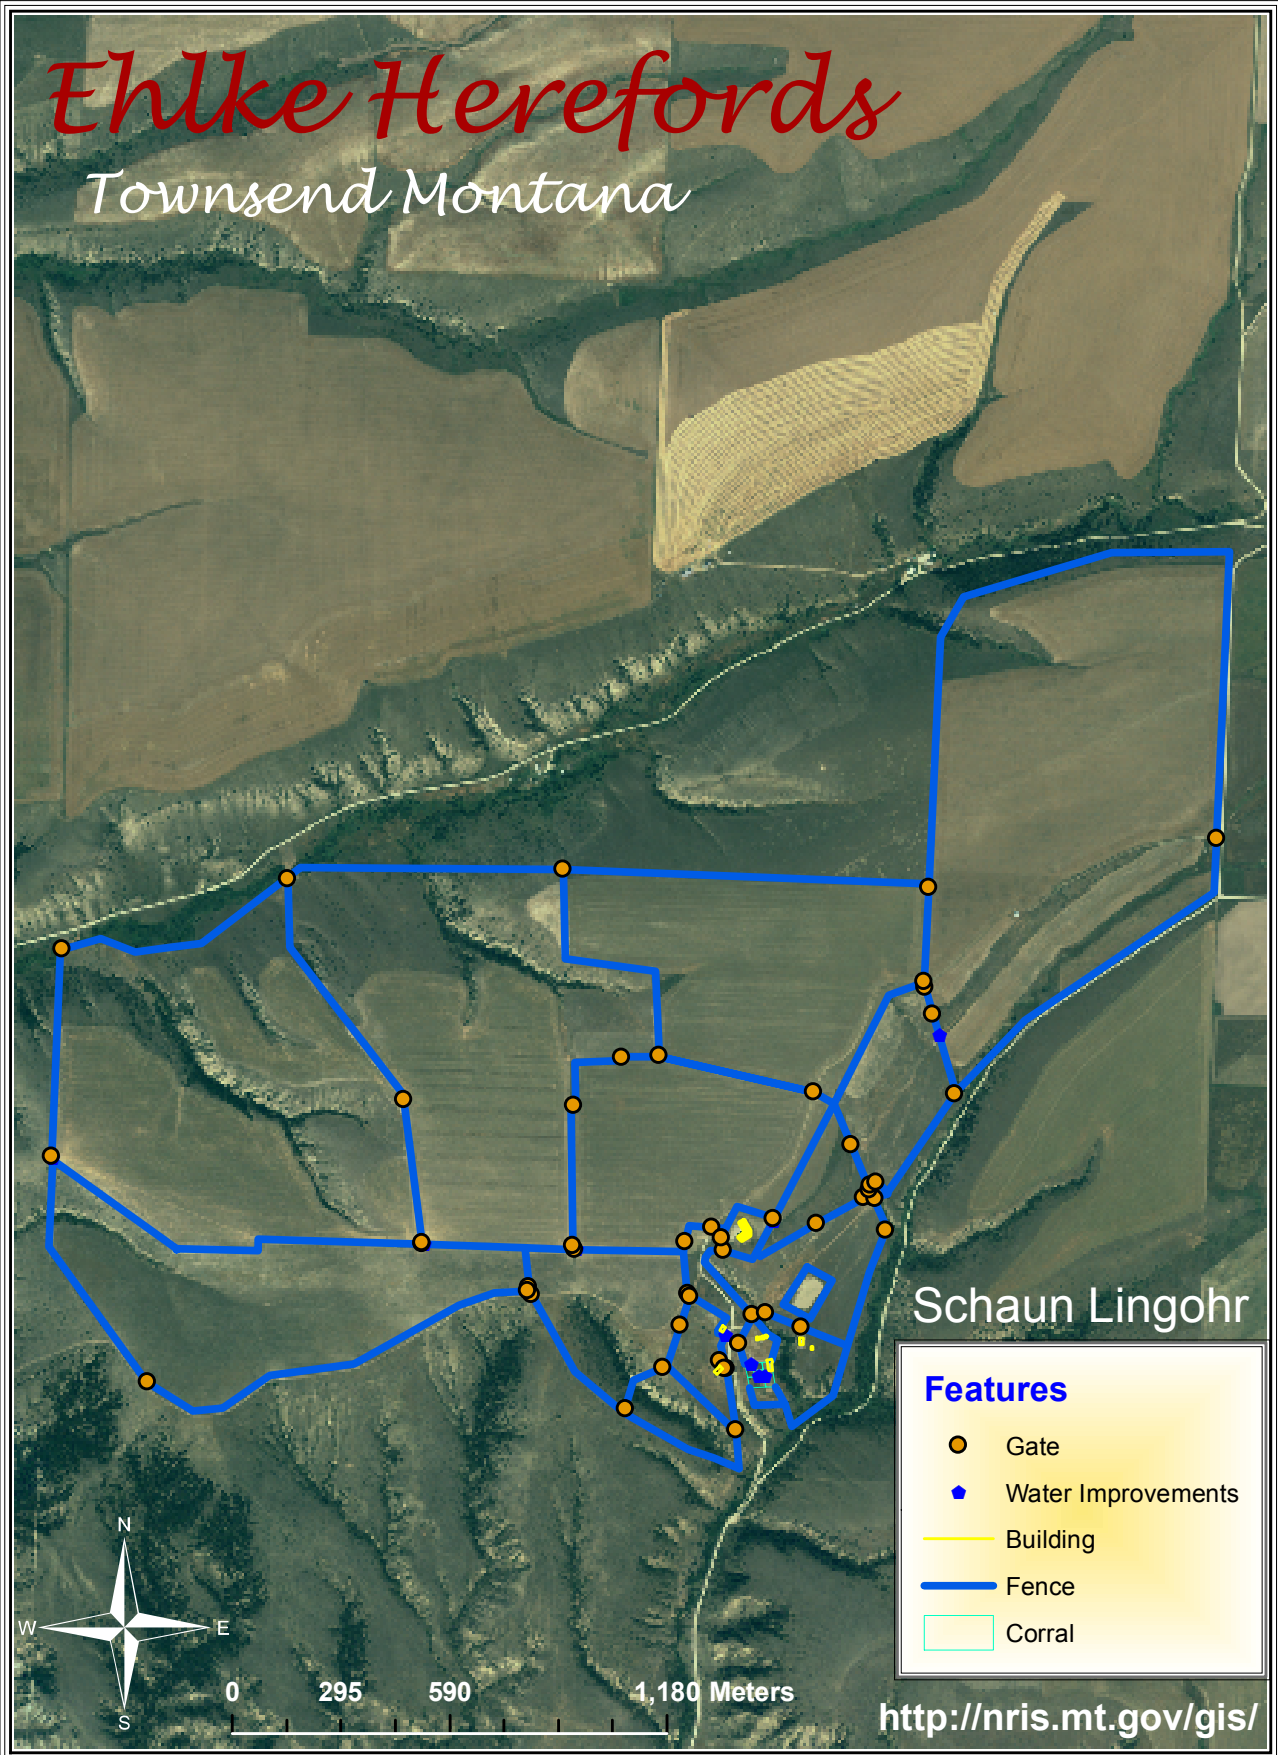 Ehlke Herefords
Townsend Montana
Schaun Lingohr
Features
Gate
Water Improvements
Building
Fence
Corral
N
W E
S
0 295 590 1,180 Meters
http://nris.mt.gov/gis/